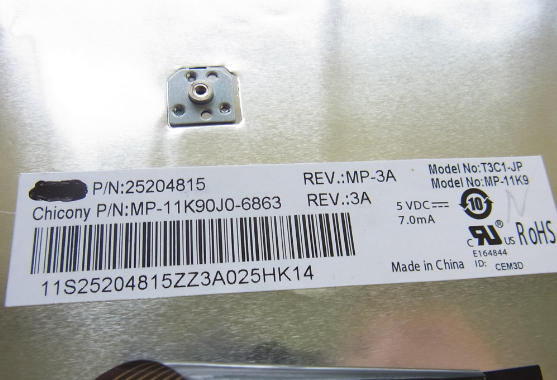 P/N:25204815 REV.:MP-3A Model No:T3C1-JP
Chicony P/N:MP-11K90J0-6863 REV.:3A Model No:MP-11K9
5 VDC⎓ 10
7.0mA
c RU US RoHS
E164844
Made in China ID: CEM3D
11S25204815ZZ3A025HK14